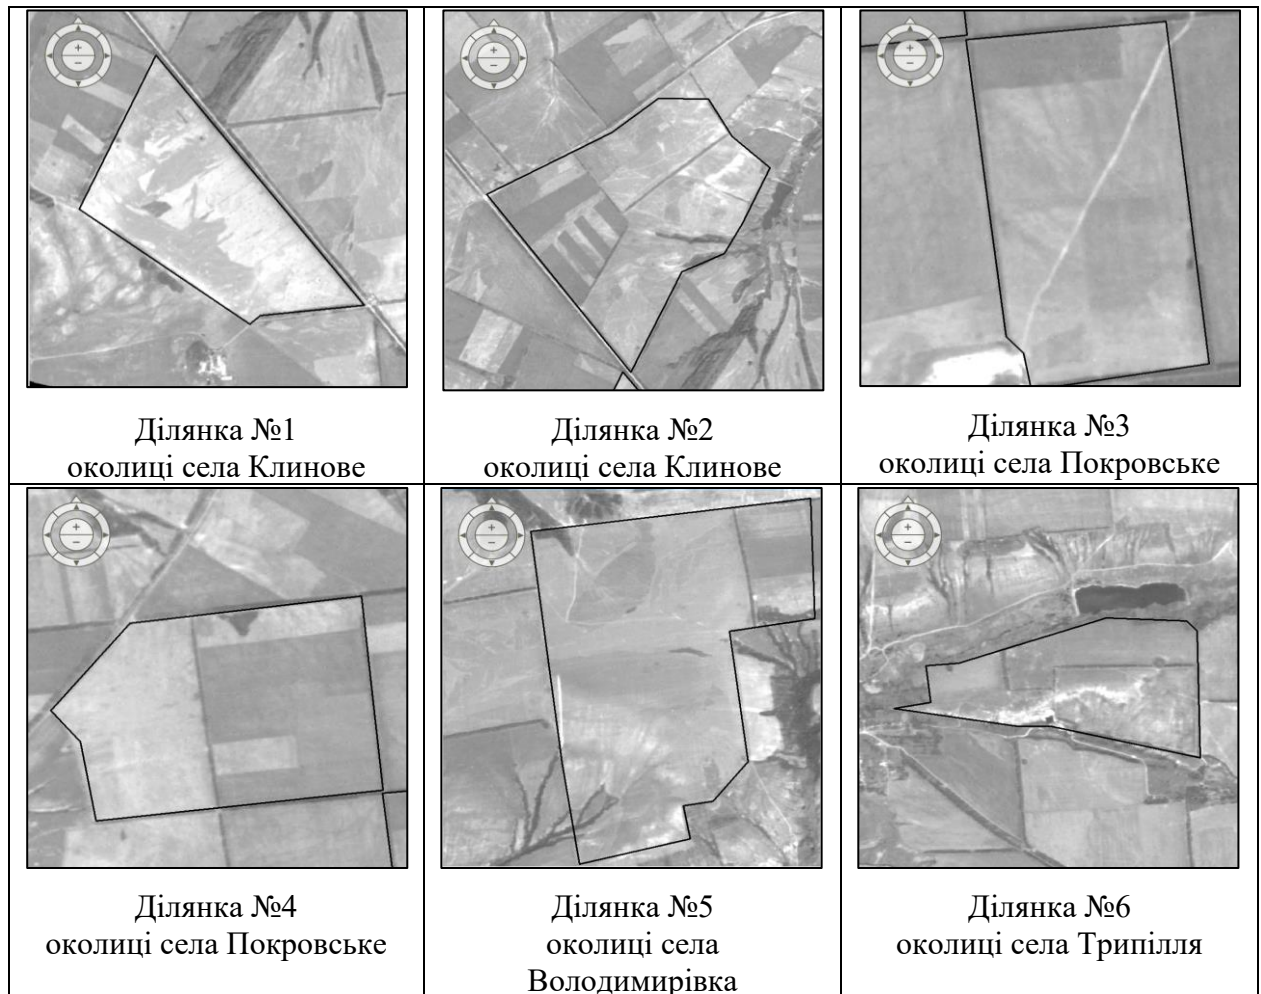 Ділянка №1
околиці села Клинове
Ділянка №2
околиці села Клинове
Ділянка №3
околиці села Покровське
Ділянка №4
околиці села Покровське
Ділянка №5
околиці села
Володимирівка
Ділянка №6
околиці села Трипілля